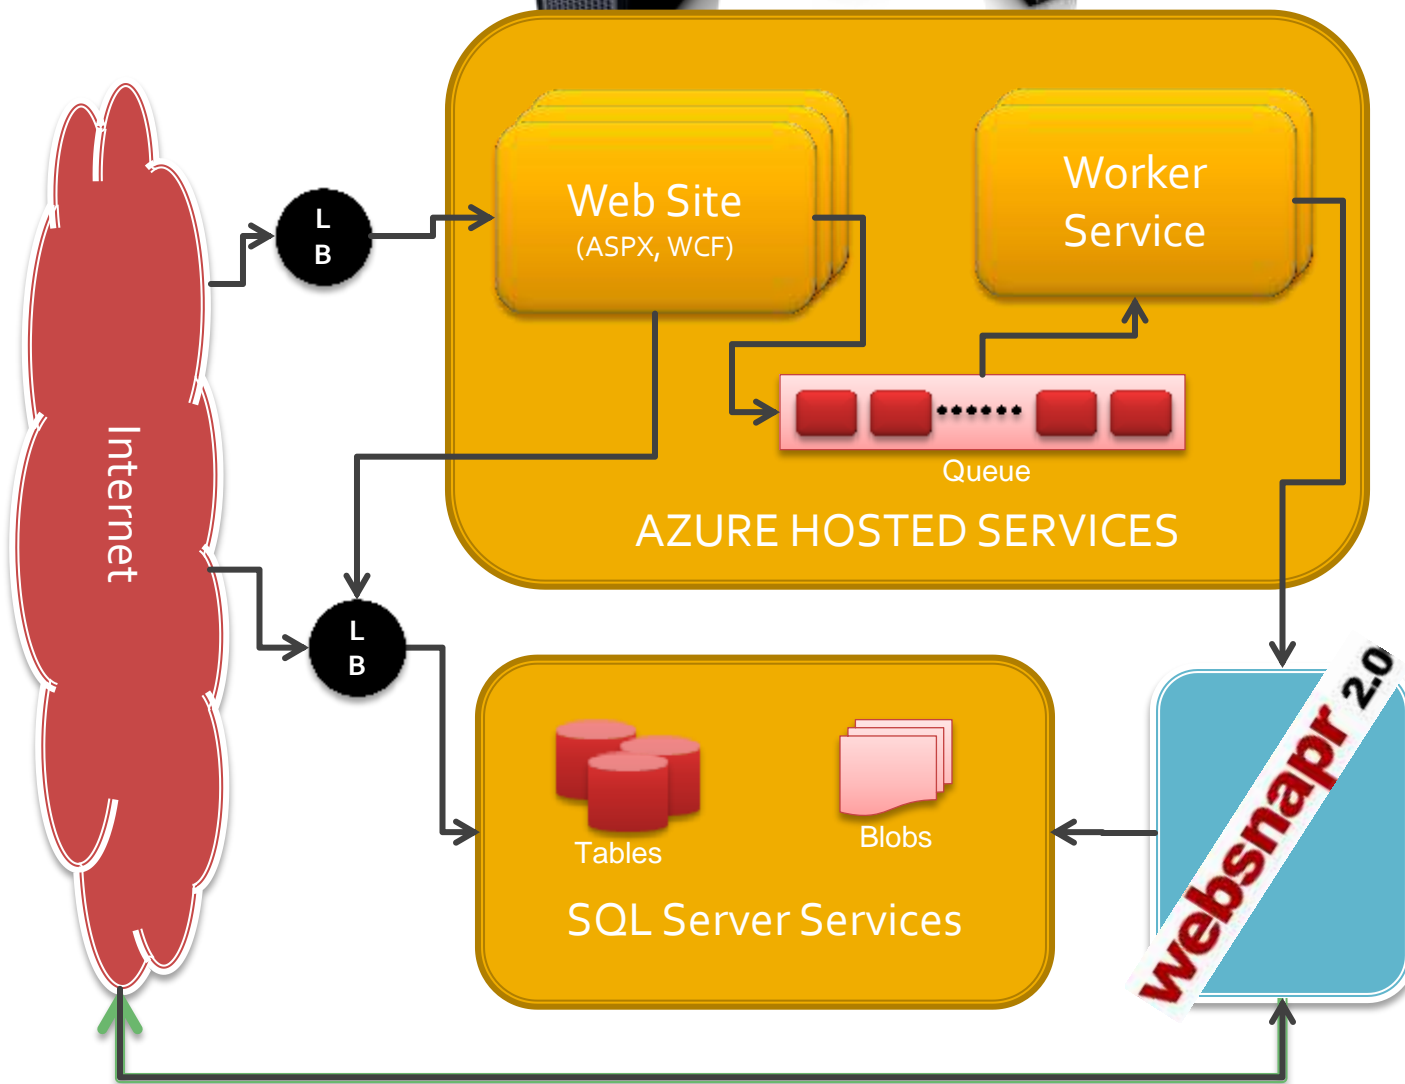 L
B
Web Site
(ASPX, WCF)
Worker
Service
Internet
Queue
AZURE HOSTED SERVICES
L
B
Tables
Blobs
SQL Server Services
websnapr 2.0